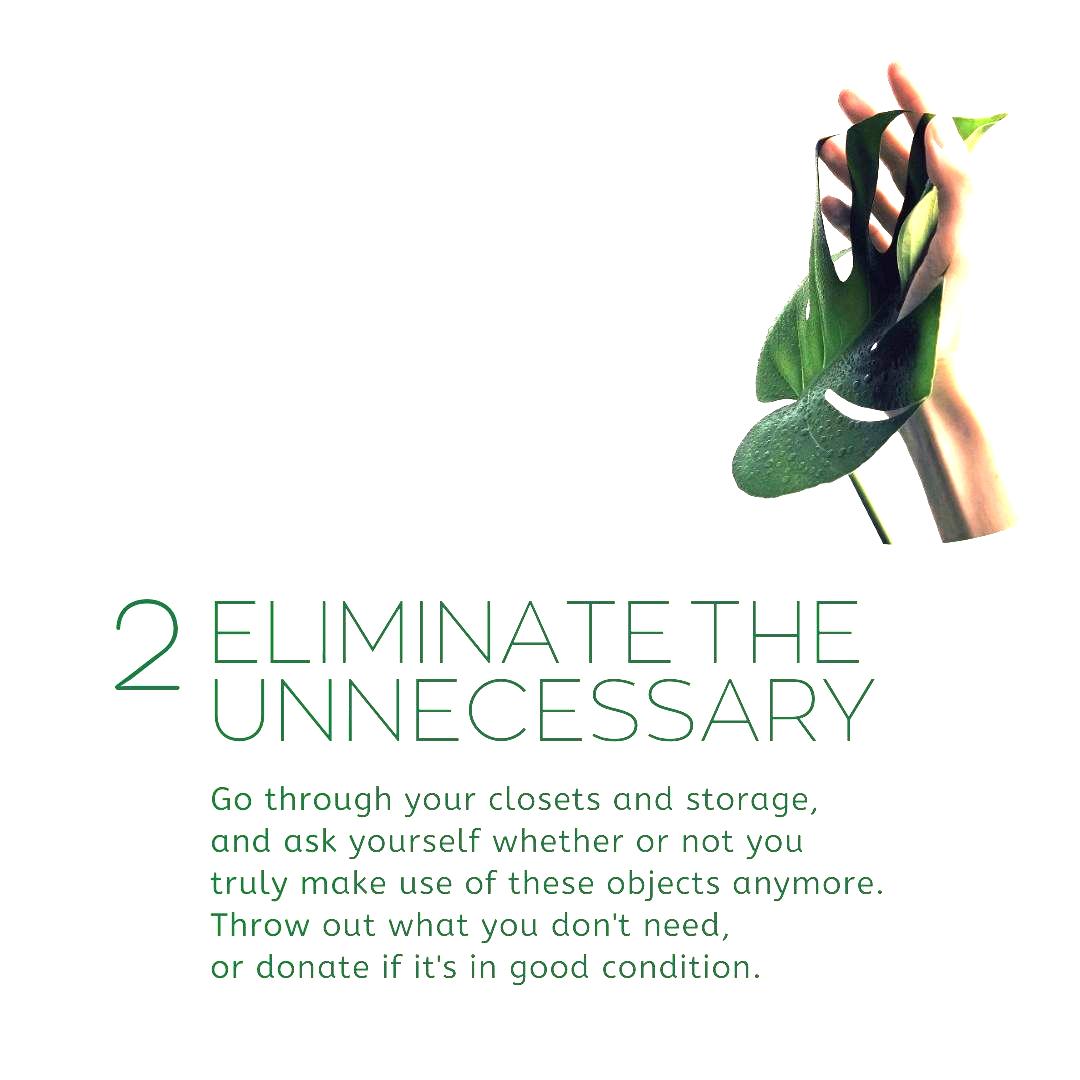 2 ELIMINATE THE
UNNECESSARY
Go through your closets and storage,
and ask yourself whether or not you
truly make use of these objects anymore.
Throw out what you don't need,
or donate if it's in good condition.